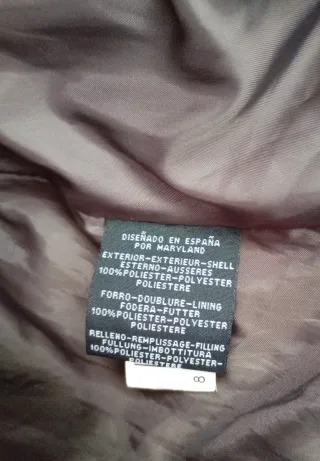 DISEÑADO EN ESPAÑA
POR MARYLAND
EXTERIOR-EXTERIEUR-SHELL
ESTERNO-AUSSERES
100%POLIESTER-POLYESTER
POLIESTERE
FORRO-DOUBLURE-LINING
FODERA-FUTTER
100%POLIESTER-POLYESTER
POLIESTERE
RELLENO-REMPLISSAGE-FILLING
FULLUNG-IMBOTTITURA
100%POLIESTER-POLYESTER-
POLIESTERE
8